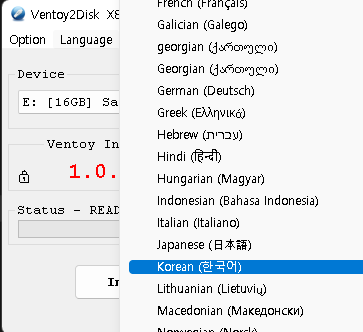 Ventoy2Disk X8
Option Language
Device
E: [16GB] Sa
Ventoy In
1.0.
Status - READ
In
French (Français)
Galician (Galego)
georgian (ქართული)
Georgian (ქართული)
German (Deutsch)
Greek (Ελληνικά)
Hebrew (עברית)
Hindi (हिन्दी)
Hungarian (Magyar)
Indonesian (Bahasa Indonesia)
Italian (Italiano)
Japanese (日本語)
Korean (한국어)
Lithuanian (Lietuvių)
Macedonian (Македонски)
Norwegian (Norsk)